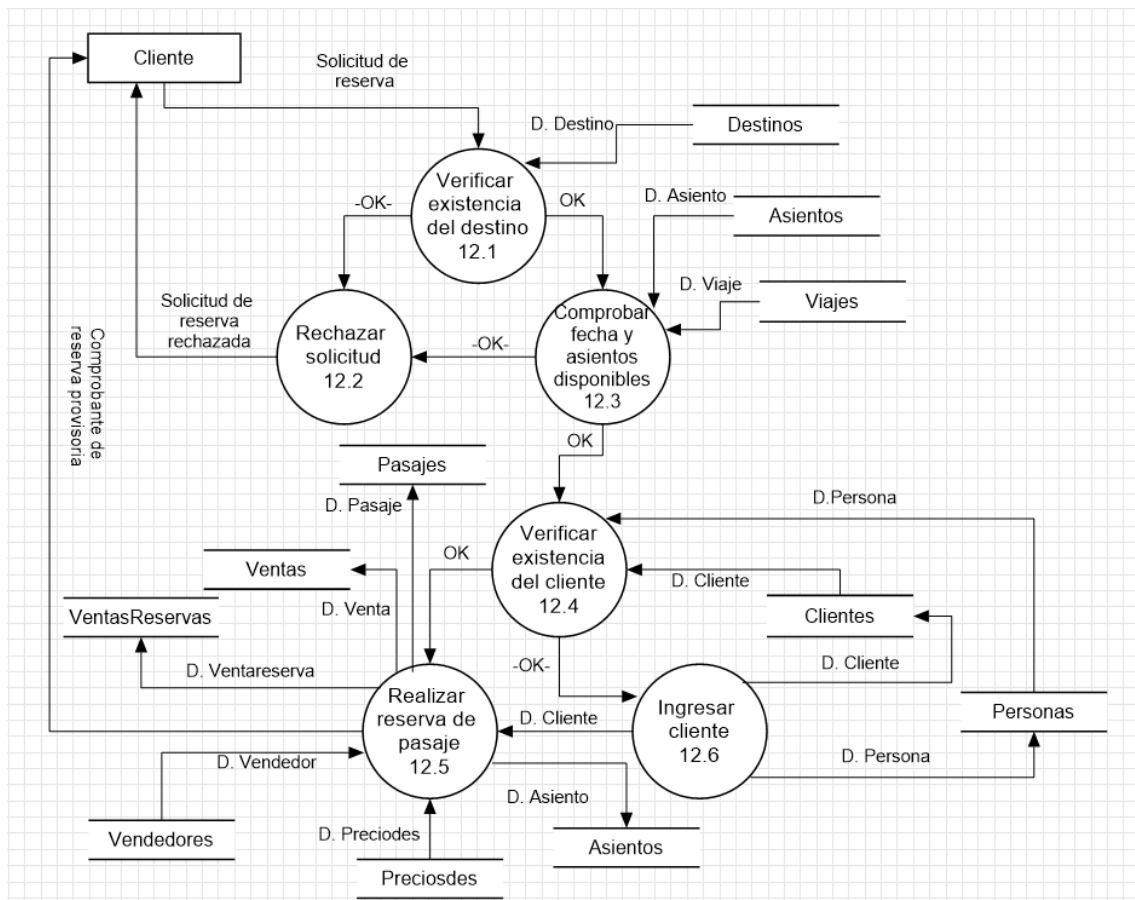 Cliente
Solicitud de
reserva
D. Destino
Destinos
Verificar
existencia
del destino
12.1
-OK-
OK
D. Asiento
Asientos
D. Viaje
Viajes
Solicitud de
reserva
rechazada
Rechazar
solicitud
12.2
-OK-
Comprobar
fecha y
asientos
disponibles
12.3
Comprobante de
reserva provisoria
OK
Pasajes
D. Pasaje
D.Persona
Verificar
existencia
del cliente
12.4
OK
Ventas
D. Venta
D. Cliente
VentasReservas
Clientes
D. Ventareserva
-OK-
D. Cliente
Realizar
reserva de
pasaje
12.5
D. Cliente
Ingresar
cliente
12.6
Personas
D. Vendedor
D. Persona
D. Asiento
Vendedores
D. Preciodes
Asientos
Preciosdes